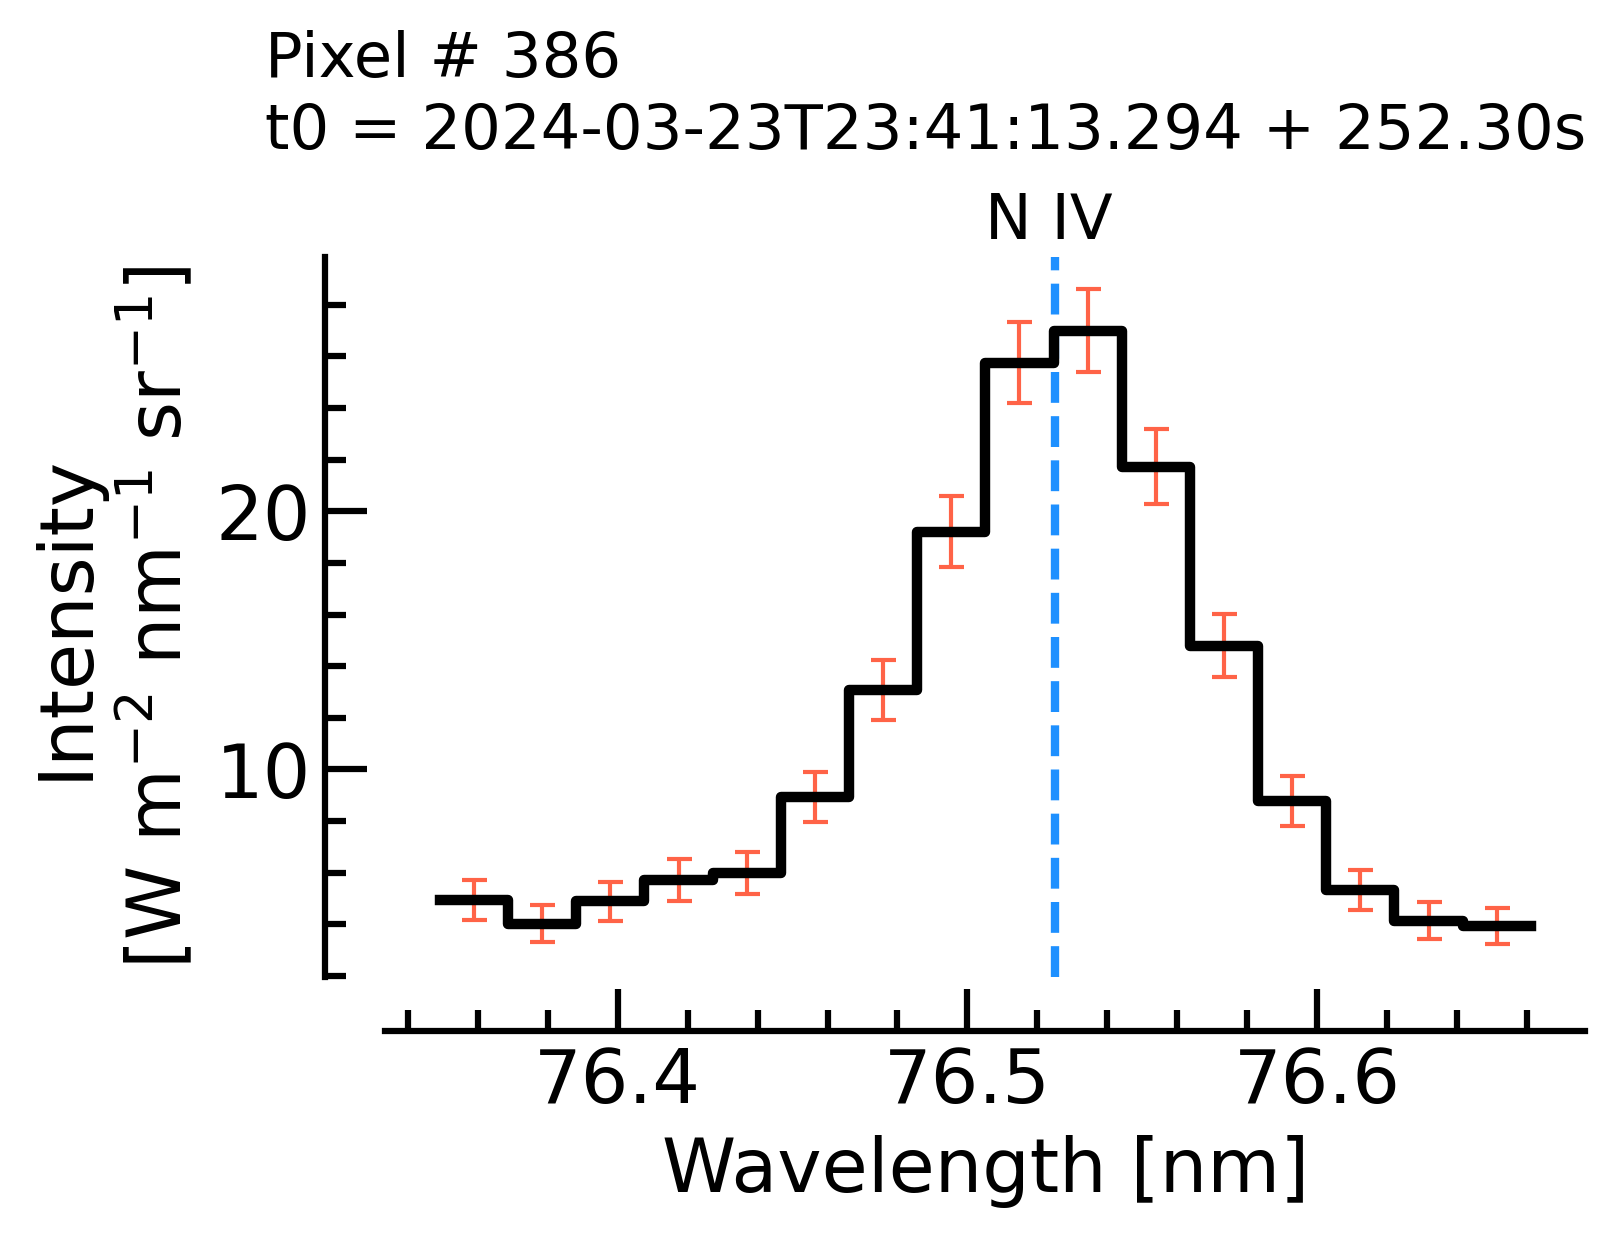 Pixel # 386
t0 = 2024-03-23T23:41:13.294 + 252.30s
N IV
Intensity
[W m⁻² nm⁻¹ sr⁻¹]
20
10
76.4 76.5 76.6
Wavelength [nm]